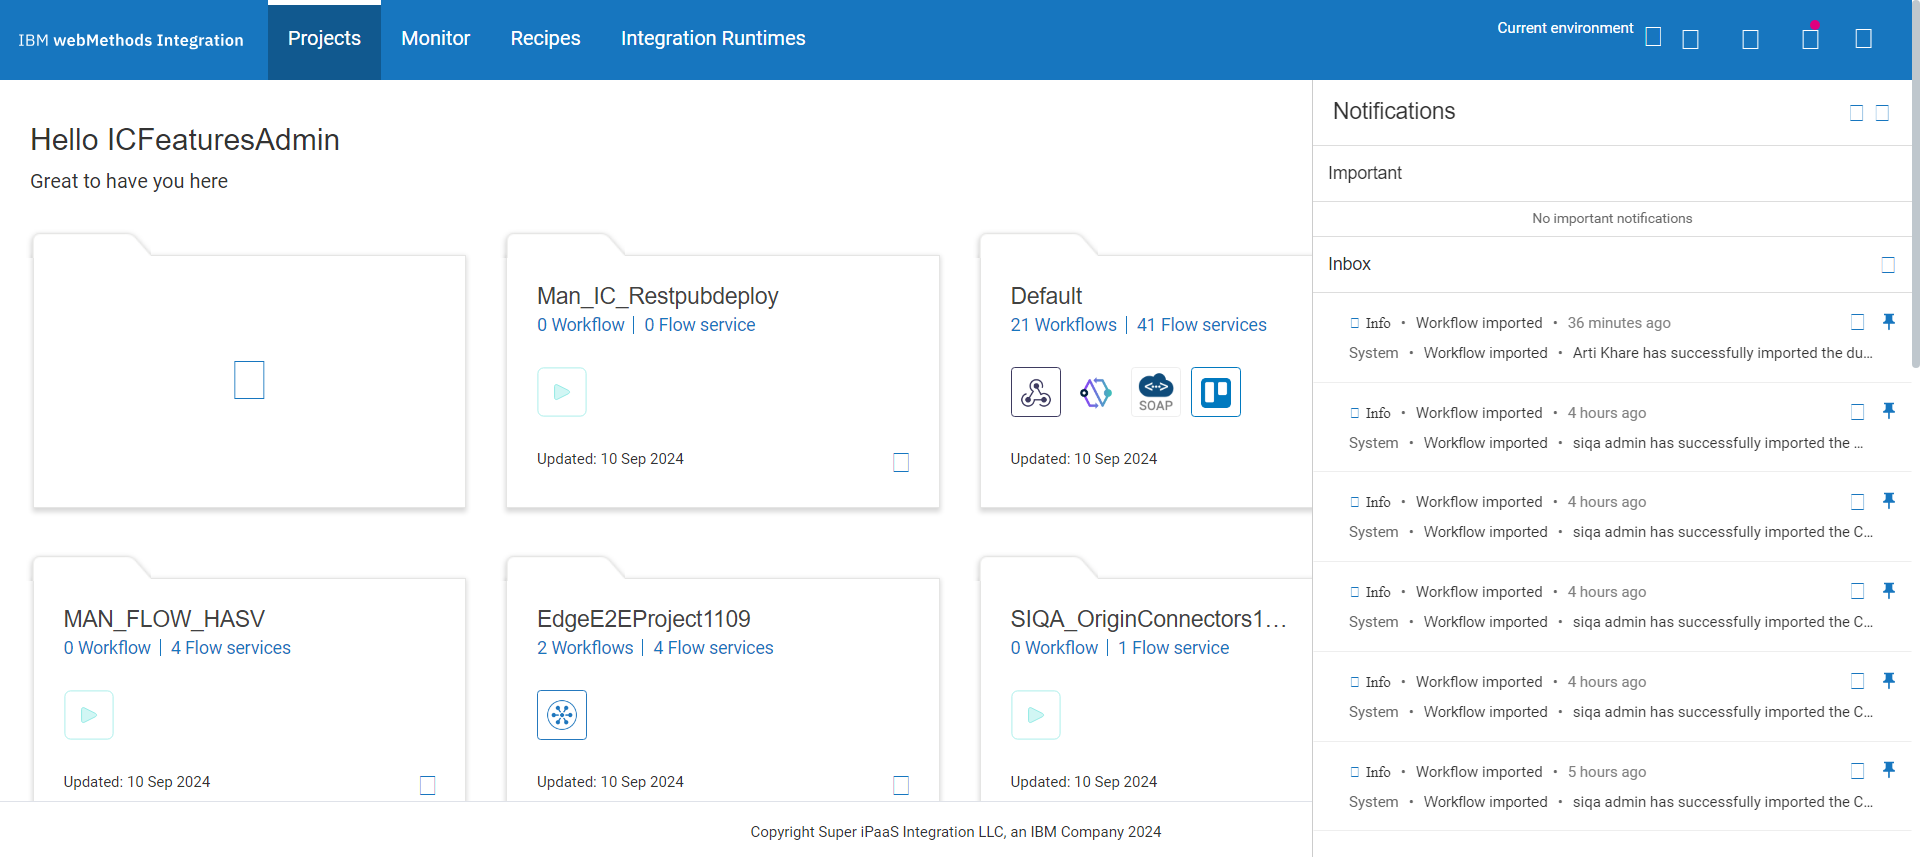 IBM webMethods Integration
Projects
Monitor
Recipes
Integration Runtimes
Current environment
Hello ICFeaturesAdmin
Great to have you here
Man_IC_Restpubdeploy
0 Workflow | 0 Flow service
Updated: 10 Sep 2024
Default
21 Workflows | 41 Flow services
SOAP
Updated: 10 Sep 2024
MAN_FLOW_HASV
0 Workflow | 4 Flow services
Updated: 10 Sep 2024
EdgeE2EProject1109
2 Workflows | 4 Flow services
Updated: 10 Sep 2024
SIQA_OriginConnectors1...
0 Workflow | 1 Flow service
Updated: 10 Sep 2024
Notifications
Important
No important notifications
Inbox
Info • Workflow imported • 36 minutes ago
System • Workflow imported • Arti Khare has successfully imported the du...
Info • Workflow imported • 4 hours ago
System • Workflow imported • siqa admin has successfully imported the ...
Info • Workflow imported • 4 hours ago
System • Workflow imported • siqa admin has successfully imported the C...
Info • Workflow imported • 4 hours ago
System • Workflow imported • siqa admin has successfully imported the C...
Info • Workflow imported • 4 hours ago
System • Workflow imported • siqa admin has successfully imported the C...
Info • Workflow imported • 5 hours ago
System • Workflow imported • siqa admin has successfully imported the C...
Copyright Super iPaaS Integration LLC, an IBM Company 2024